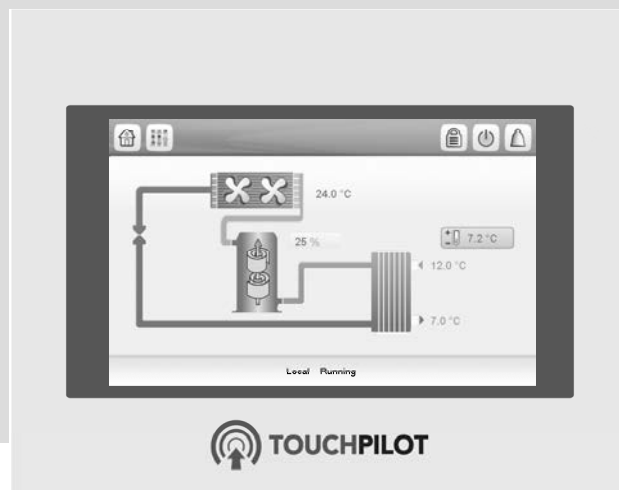 24.0 °C
25 %
7.2 °C
12.0 °C
7.0 °C
Local Running
TOUCHPILOT